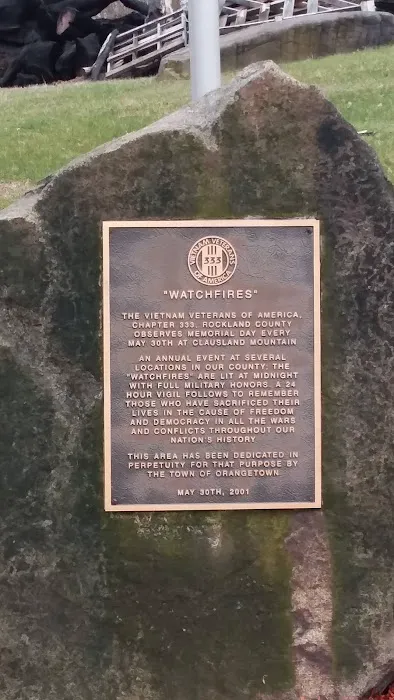 VIETNAM VETERANS
333
OF AMERICA
"WATCHFIRES"
THE VIETNAM VETERANS OF AMERICA,
CHAPTER 333, ROCKLAND COUNTY
OBSERVES MEMORIAL DAY EVERY
MAY 30TH AT CLAUSLAND MOUNTAIN
AN ANNUAL EVENT AT SEVERAL
LOCATIONS IN OUR COUNTY, THE
"WATCHFIRES" ARE LIT AT MIDNIGHT
WITH FULL MILITARY HONORS. A 24
HOUR VIGIL FOLLOWS TO REMEMBER
THOSE WHO HAVE SACRIFICED THEIR
LIVES IN THE CAUSE OF FREEDOM
AND DEMOCRACY IN ALL THE WARS
AND CONFLICTS THROUGHOUT OUR
NATION'S HISTORY
THIS AREA HAS BEEN DEDICATED IN
PERPETUITY FOR THAT PURPOSE BY
THE TOWN OF ORANGETOWN
MAY 30TH, 2001